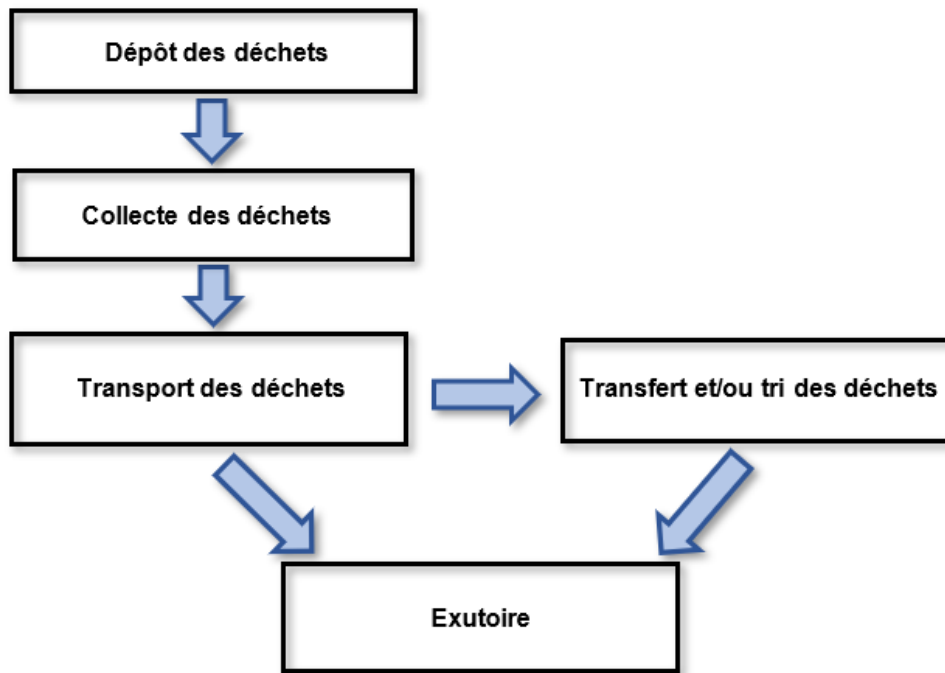 Dépôt des déchets
Collecte des déchets
Transport des déchets
Transfert et/ou tri des déchets
Exutoire